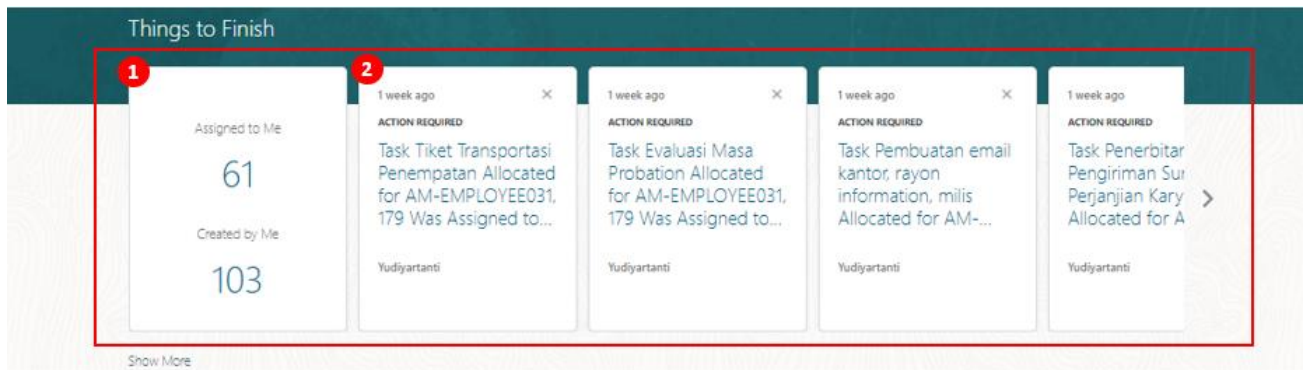 Things to Finish
1
Assigned to Me
61
Created by Me
103
2
1 week ago
ACTION REQUIRED
Task Tiket Transportasi
Penempatan Allocated
for AM-EMPLOYEE031,
179 Was Assigned to...
Yudiyartanti
1 week ago
ACTION REQUIRED
Task Evaluasi Masa
Probation Allocated
for AM-EMPLOYEE031,
179 Was Assigned to...
Yudiyartanti
1 week ago
ACTION REQUIRED
Task Pembuatan email
kantor, rayon
information, milis
Allocated for AM-...
Yudiyartanti
1 week ago
ACTION REQUIRED
Task Penerbitan
Pengiriman Sur
Perjanjian Kary
Allocated for A
Yudiyartanti
Show More